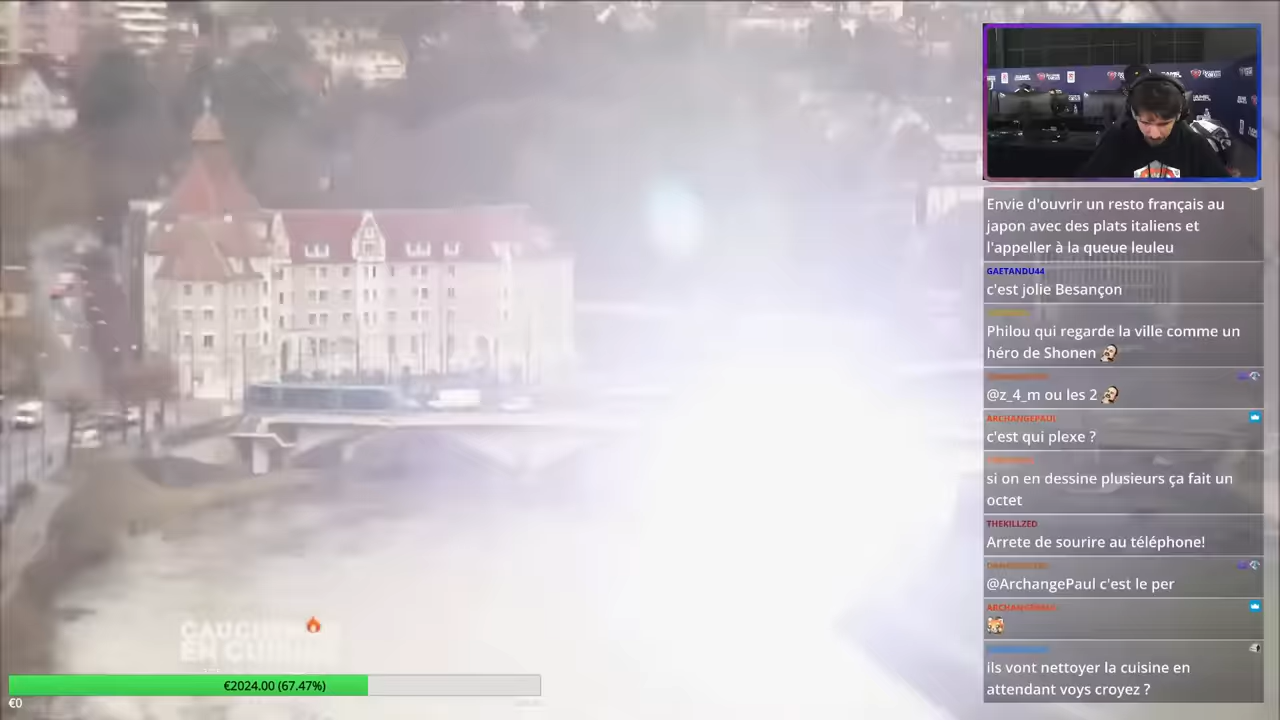 Envie d'ouvrir un resto français au
japon avec des plats italiens et
l'appeller à la queue leuleu
GAETANDU44
c'est jolie Besançon
Philou qui regarde la ville comme un
héro de Shonen
@z_4_m ou les 2
ARCHANGEPAUL
c'est qui plexe ?
si on en dessine plusieurs ça fait un
octet
THEKILLZED
Arrete de sourire au téléphone!
@ArchangePaul c'est le per
ARCHANGEPAUL
ils vont nettoyer la cuisine en
attendant voys croyez ?
EN
€2024.00 (67.47%)
€0